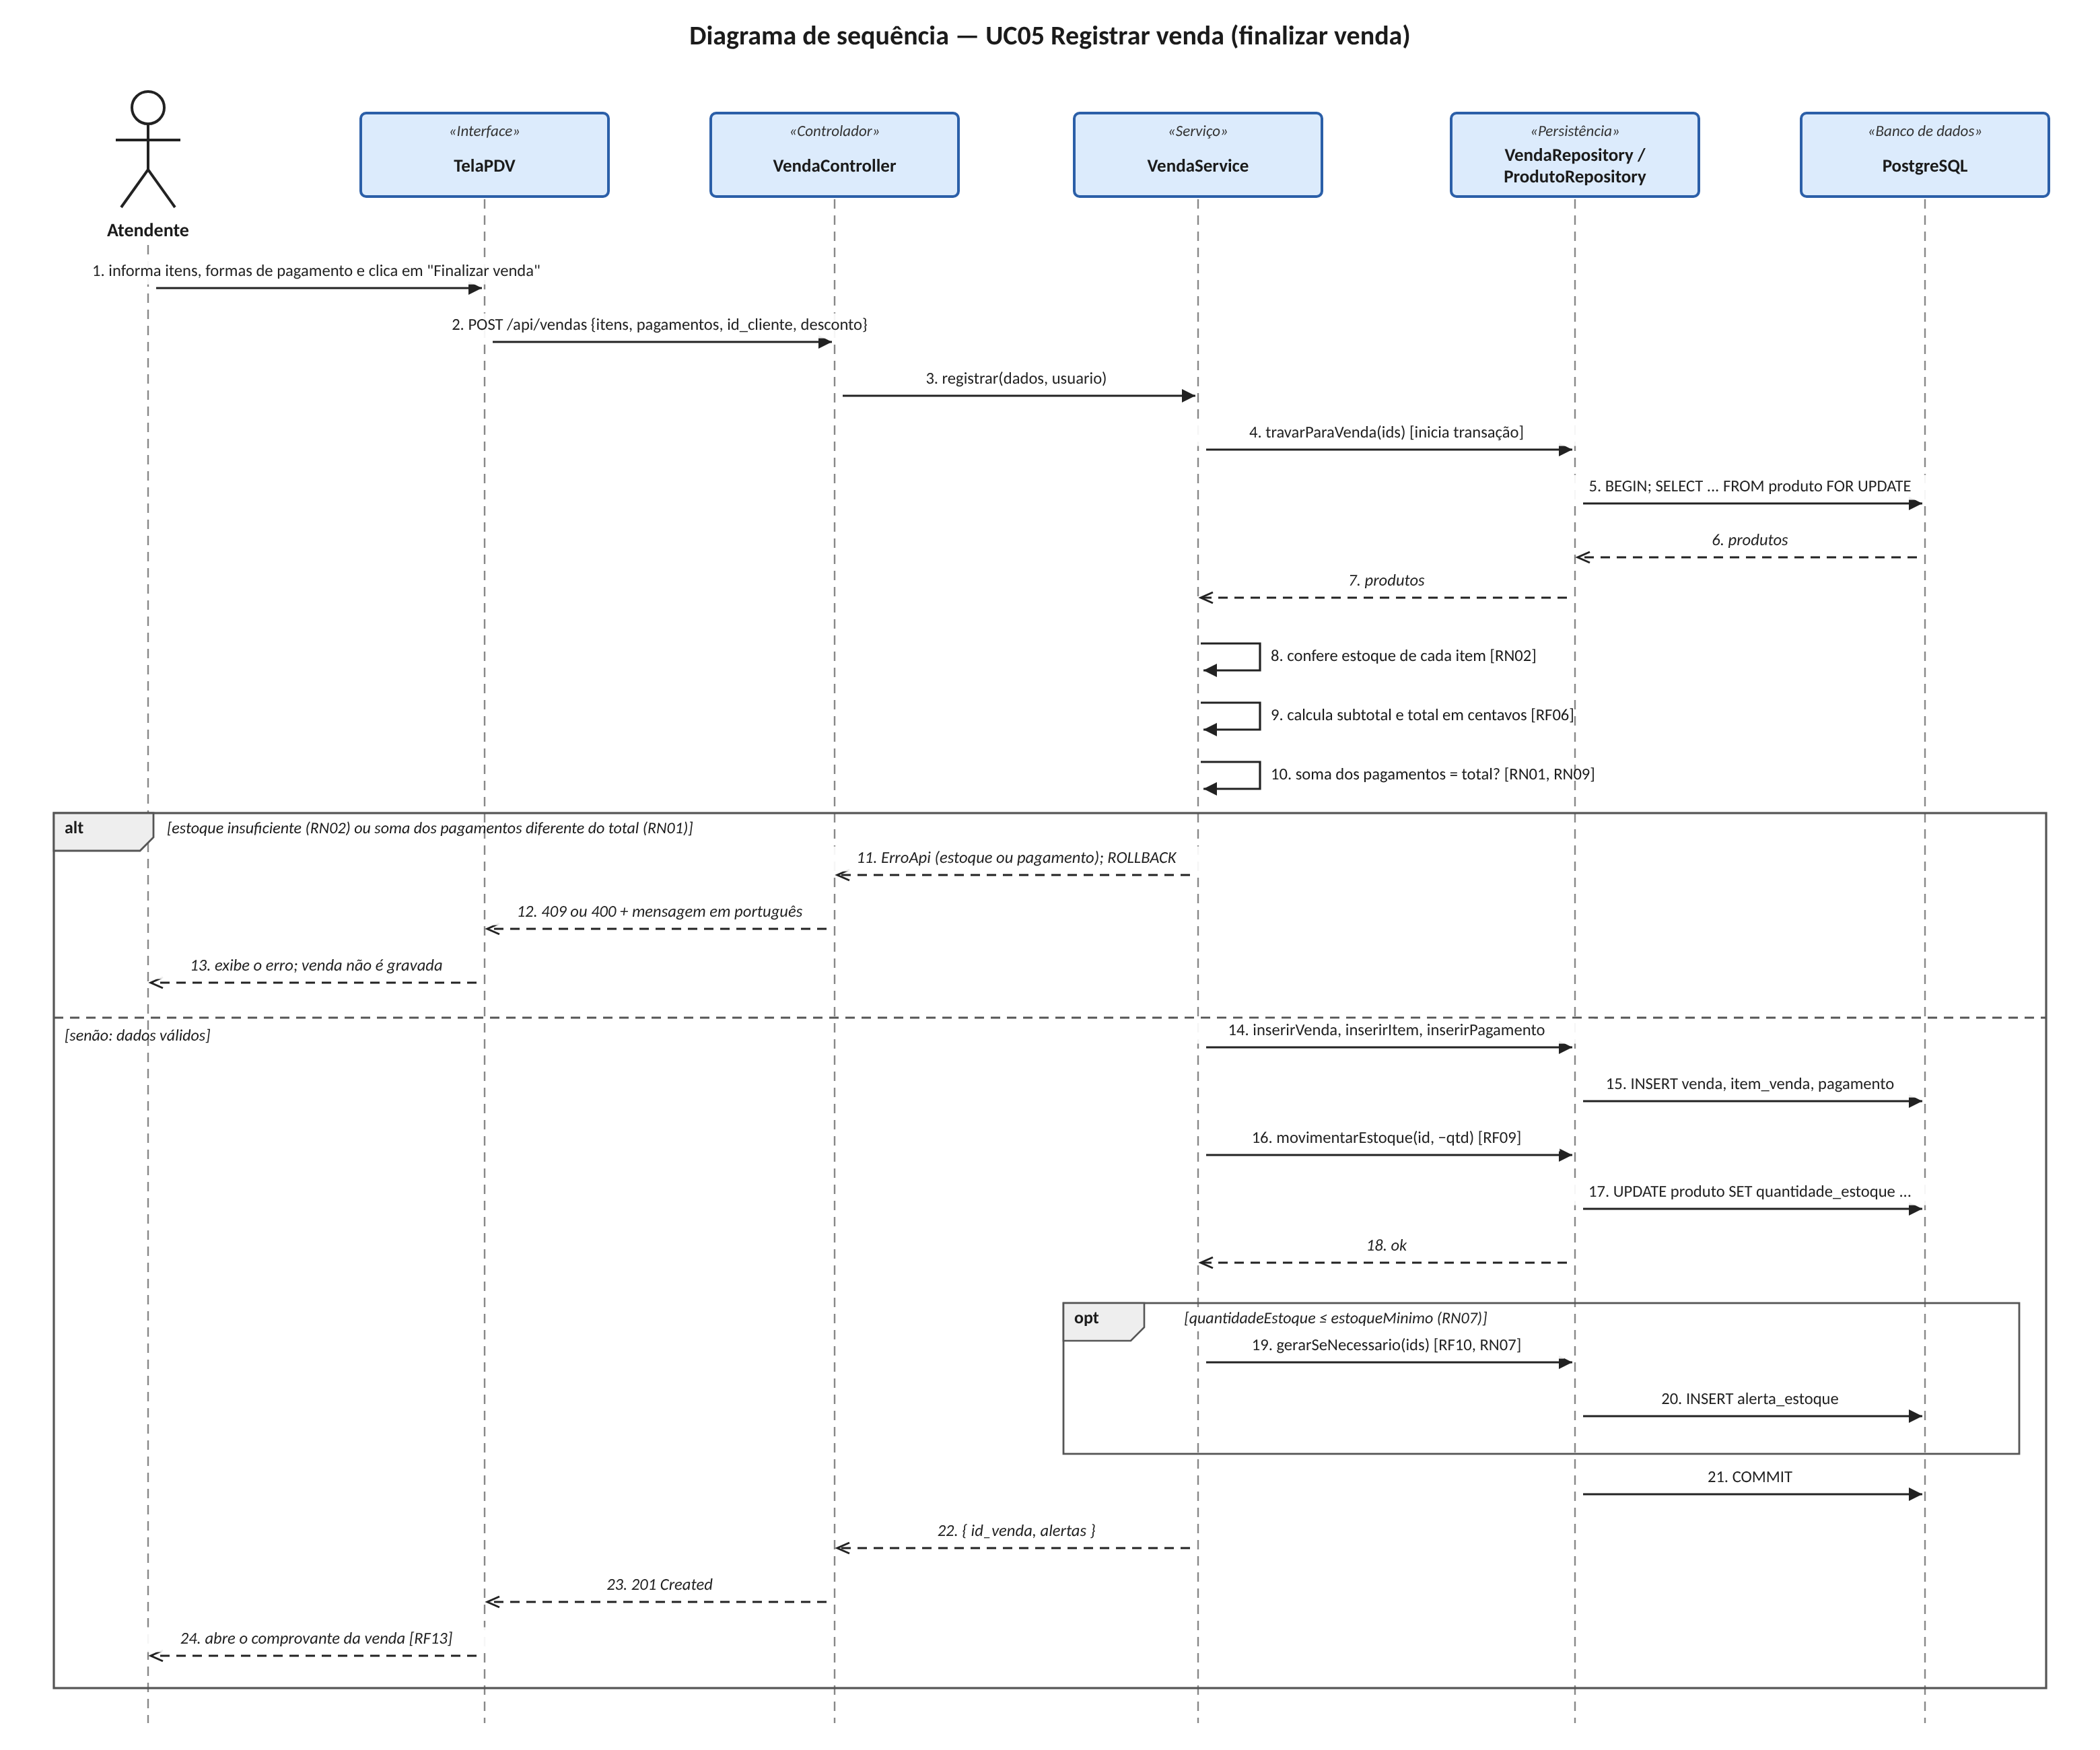 Diagrama de sequência — UC05 Registrar venda (finalizar venda)
Atendente
«Interface»
TelaPDV
«Controlador»
VendaController
«Serviço»
VendaService
«Persistência»
VendaRepository /
ProdutoRepository
«Banco de dados»
PostgreSQL
1. informa itens, formas de pagamento e clica em "Finalizar venda"
2. POST /api/vendas {itens, pagamentos, id_cliente, desconto}
3. registrar(dados, usuario)
4. travarParaVenda(ids) [inicia transação]
5. BEGIN; SELECT ... FROM produto FOR UPDATE
6. produtos
7. produtos
8. confere estoque de cada item [RN02]
9. calcula subtotal e total em centavos [RF06]
10. soma dos pagamentos = total? [RN01, RN09]
alt
[estoque insuficiente (RN02) ou soma dos pagamentos diferente do total (RN01)]
11. ErroApi (estoque ou pagamento); ROLLBACK
12. 409 ou 400 + mensagem em português
13. exibe o erro; venda não é gravada
[senão: dados válidos]
14. inserirVenda, inserirItem, inserirPagamento
15. INSERT venda, item_venda, pagamento
16. movimentarEstoque(id, −qtd) [RF09]
17. UPDATE produto SET quantidade_estoque ...
18. ok
opt
[quantidadeEstoque ≤ estoqueMinimo (RN07)]
19. gerarSeNecessario(ids) [RF10, RN07]
20. INSERT alerta_estoque
21. COMMIT
22. { id_venda, alertas }
23. 201 Created
24. abre o comprovante da venda [RF13]